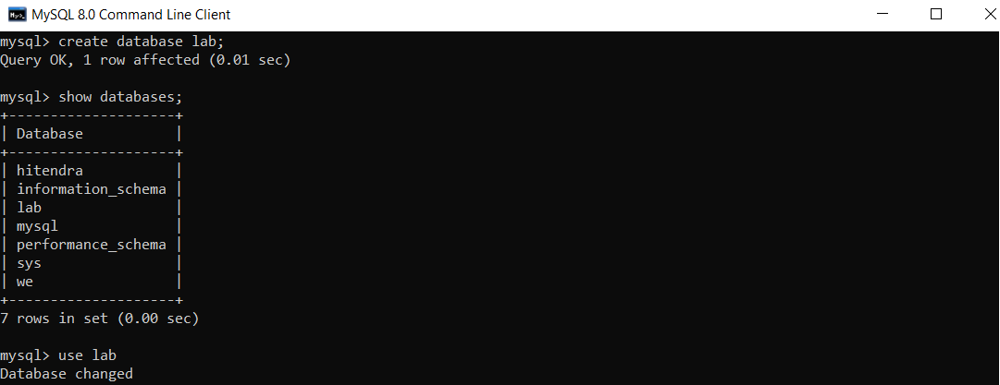 MySQL 8.0 Command Line Client
mysql> create database lab;
Query OK, 1 row affected (0.01 sec)
mysql> show databases;
+--------------------+
| Database           |
+--------------------+
| hitendra           |
| information_schema |
| lab                |
| mysql              |
| performance_schema |
| sys                |
| we                 |
+--------------------+
7 rows in set (0.00 sec)
mysql> use lab
Database changed